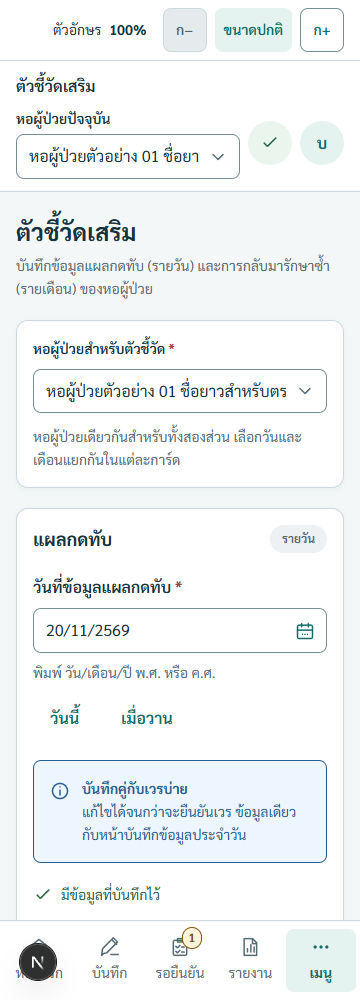 ตัวอักษร 100% ก− ขนาดปกติ ก+
ตัวชี้วัดเสริม
หอผู้ป่วยปัจจุบัน
หอผู้ป่วยตัวอย่าง 01 ชื่อยา
บ
ตัวชี้วัดเสริม
บันทึกข้อมูลแผลกดทับ (รายวัน) และการกลับมารักษาซ้ำ
(รายเดือน) ของหอผู้ป่วย
หอผู้ป่วยสำหรับตัวชี้วัด *
หอผู้ป่วยตัวอย่าง 01 ชื่อยาวสำหรับตร
หอผู้ป่วยเดียวกันสำหรับทั้งสองส่วน เลือกวันและ
เดือนแยกกันในแต่ละการ์ด
แผลกดทับ รายวัน
วันที่ข้อมูลแผลกดทับ *
20/11/2569
พิมพ์ วัน/เดือน/ปี พ.ศ. หรือ ค.ศ.
วันนี้ เมื่อวาน
บันทึกคู่กับเวรบ่าย
แก้ไขได้จนกว่าจะยืนยันเวร ข้อมูลเดียว
กับหน้าบันทึกข้อมูลประจำวัน
มีข้อมูลที่บันทึกไว้
1
N บันทึก รอยืนยัน รายงาน เมนู